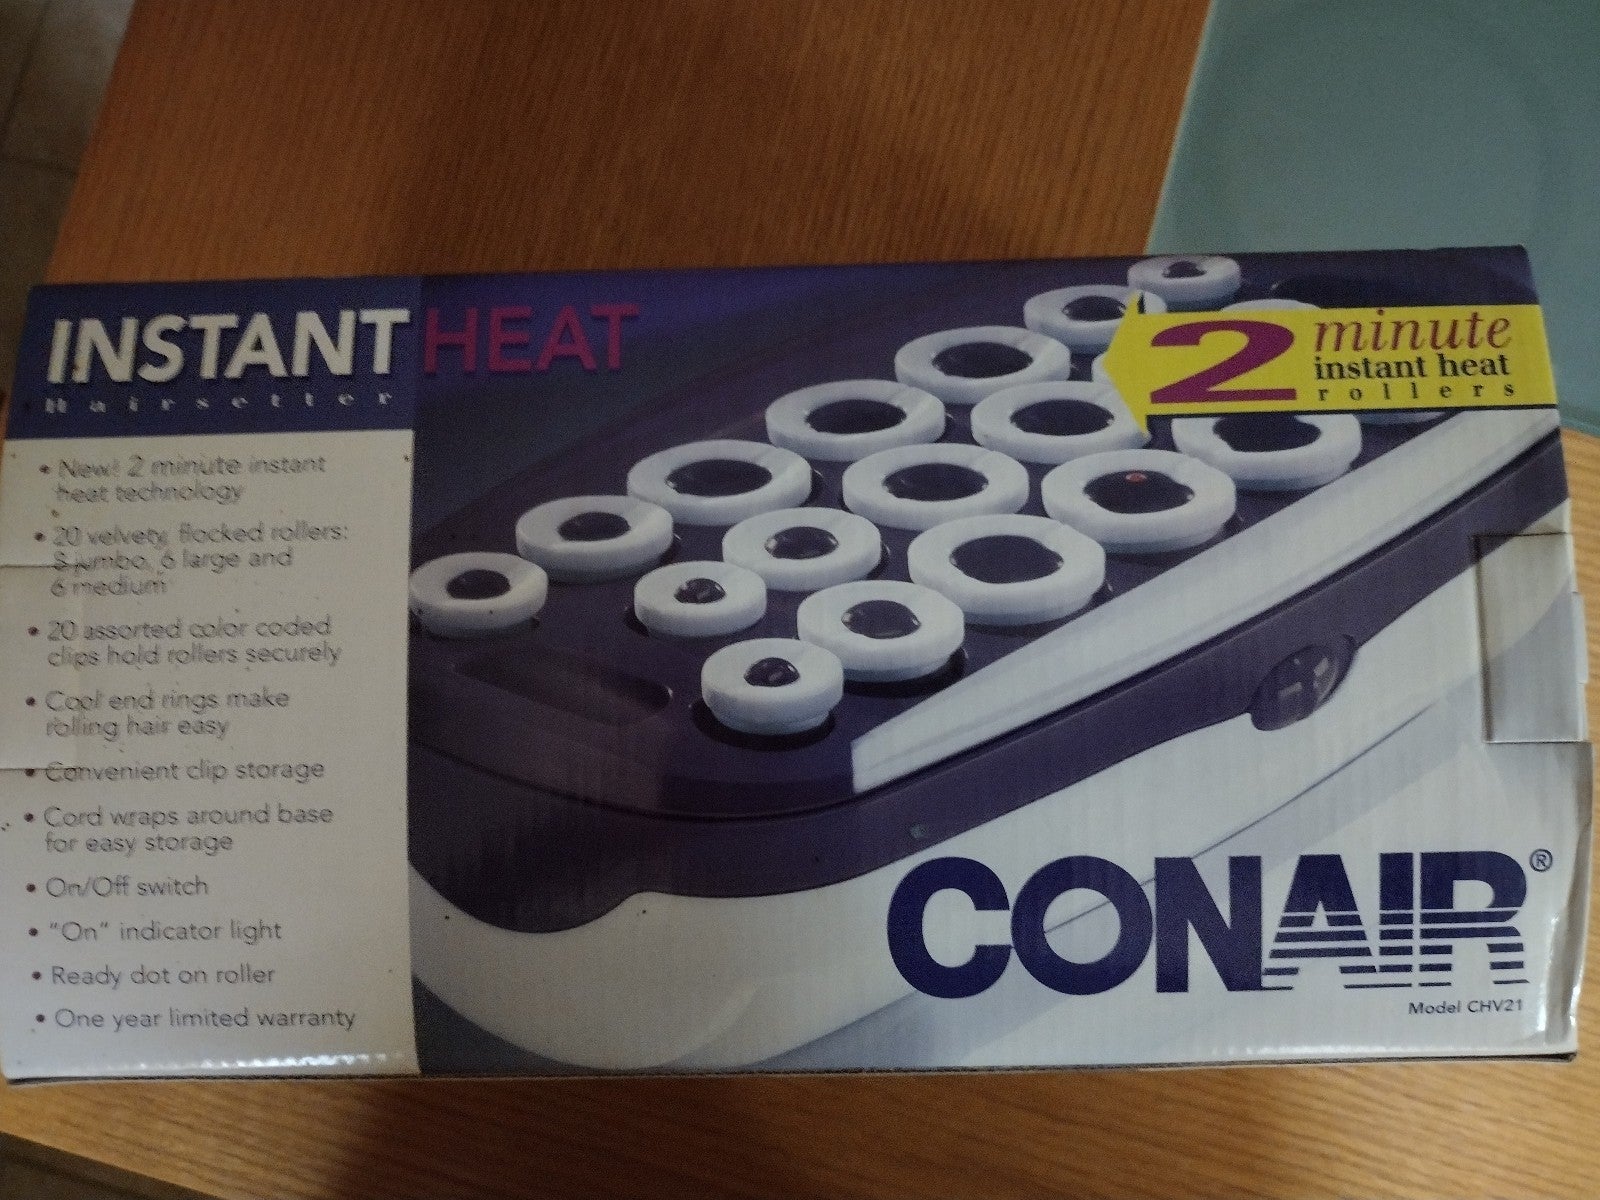 INSTANT HEAT
Hairsetter
2 minute
instant heat
rollers
• New! 2 minute instant
heat technology
• 20 velvety, flocked rollers:
8 jumbo, 6 large and
6 medium
• 20 assorted color coded
clips hold rollers securely
• Cool end rings make
rolling hair easy
• Convenient clip storage
• Cord wraps around base
for easy storage
• On/Off switch
• "On" indicator light
• Ready dot on roller
• One year limited warranty
CONAIR®
Model CHV21